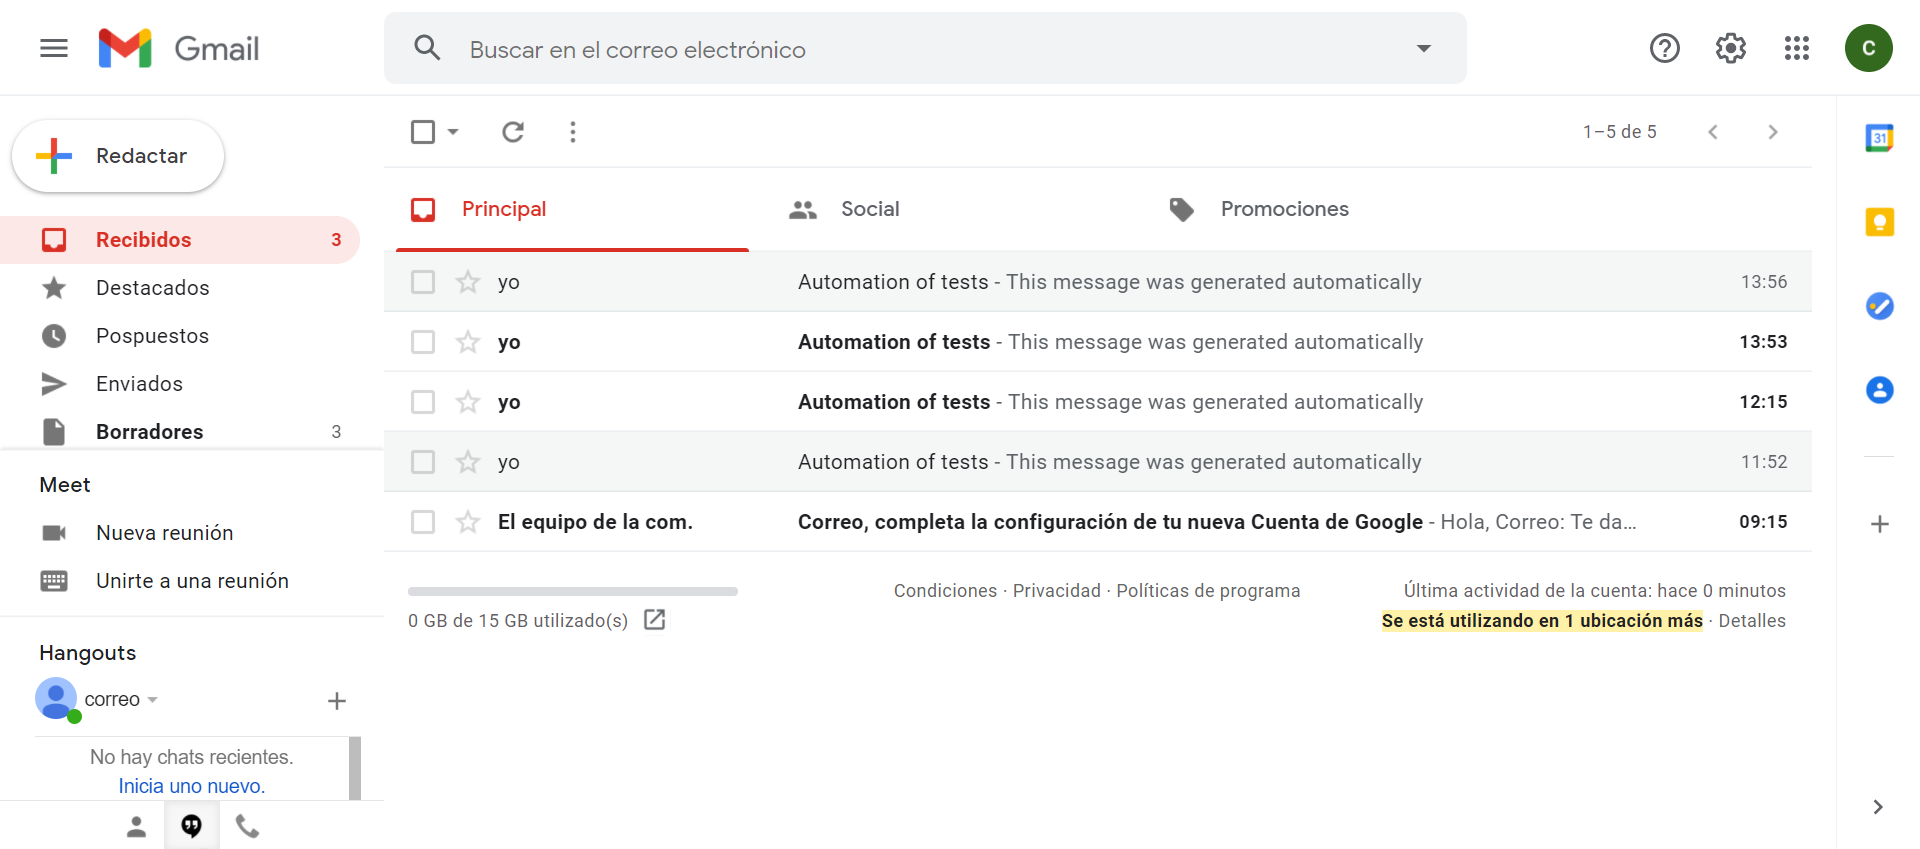 Gmail
Buscar en el correo electrónico
C
Redactar
1–5 de 5
31
Principal
Social
Promociones
Recibidos 3
Destacados
Pospuestos
Enviados
Borradores 3
yo Automation of tests - This message was generated automatically 13:56
yo Automation of tests - This message was generated automatically 13:53
yo Automation of tests - This message was generated automatically 12:15
yo Automation of tests - This message was generated automatically 11:52
El equipo de la com. Correo, completa la configuración de tu nueva Cuenta de Google - Hola, Correo: Te da…
09:15
Meet
Nueva reunión
Unirte a una reunión
Hangouts
correo
No hay chats recientes.
Inicia uno nuevo.
0 GB de 15 GB utilizado(s)
Condiciones · Privacidad · Políticas de programa
Última actividad de la cuenta: hace 0 minutos
Se está utilizando en 1 ubicación más · Detalles